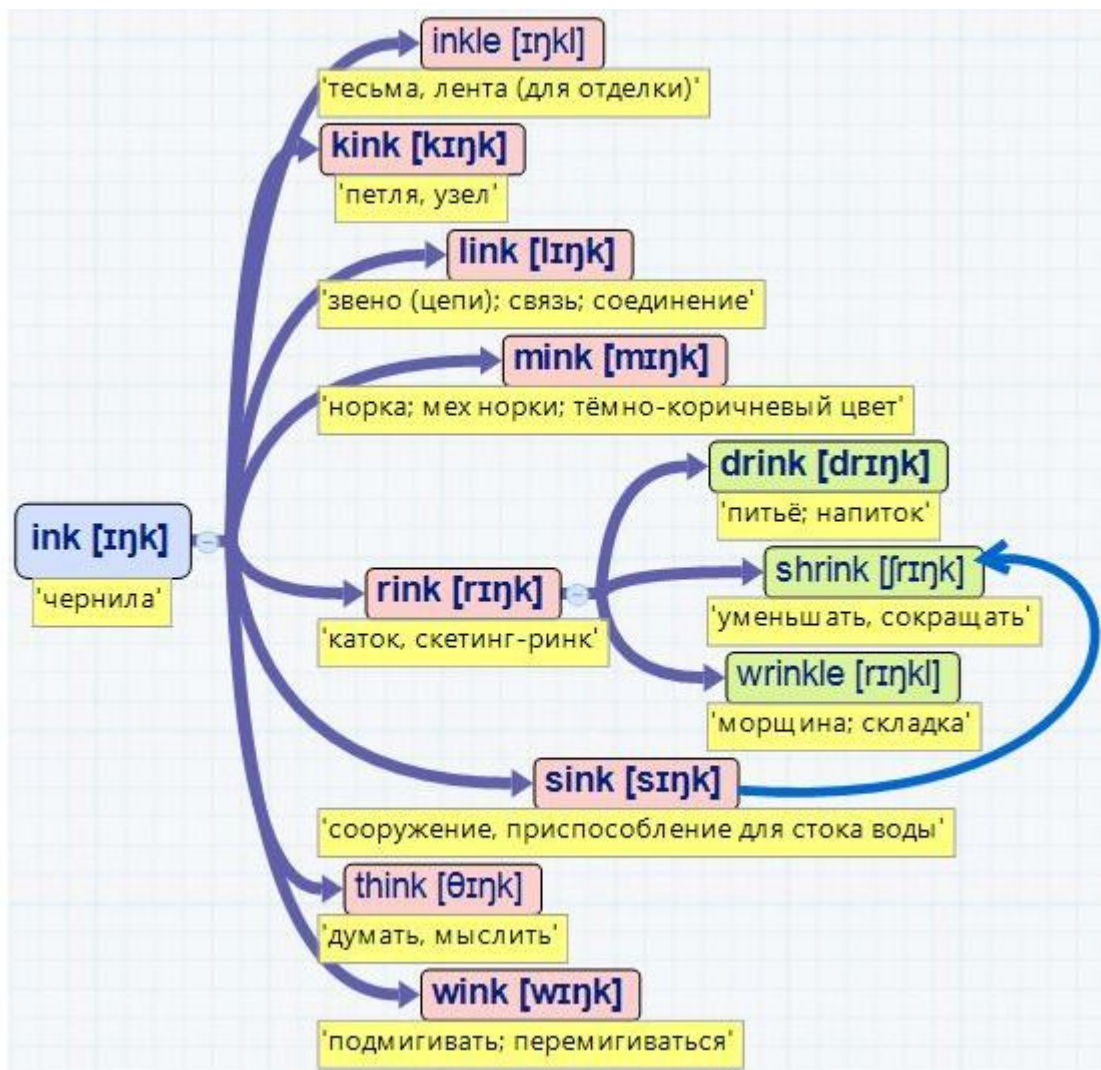 inkle [ɪŋkl]
'тесьма, лента (для отделки)'
kink [kɪŋk]
'петля, узел'
link [lɪŋk]
'звено (цепи); связь; соединение'
mink [mɪŋk]
'норка; мех норки; тёмно-коричневый цвет'
ink [ɪŋk]
'чернила'
rink [rɪŋk]
'каток, скетинг-ринк'
drink [drɪŋk]
'питьё; напиток'
shrink [ʃrɪŋk]
'уменьшать, сокращать'
wrinkle [rɪŋkl]
'морщина; складка'
sink [sɪŋk]
'сооружение, приспособление для стока воды'
think [θɪŋk]
'думать, мыслить'
wink [wɪŋk]
'подмигивать; перемигиваться'